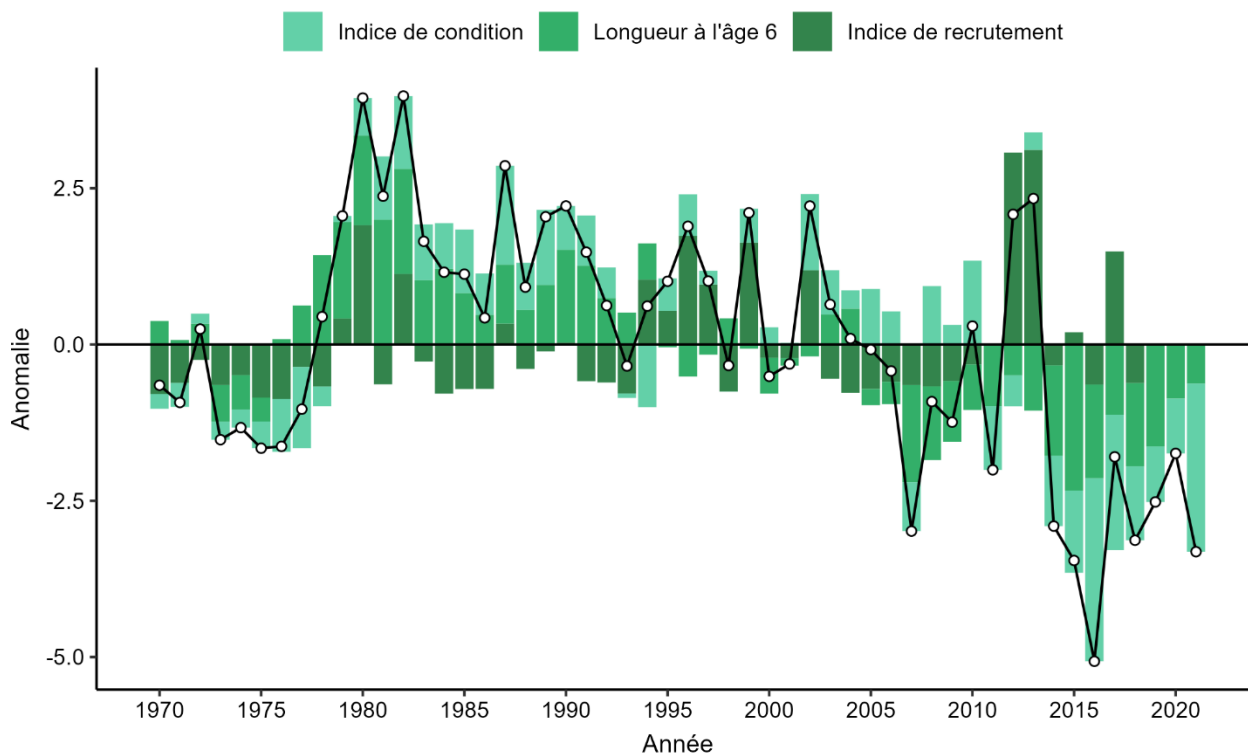 Indice de condition Longueur à l'âge 6 Indice de recrutement
2.5
0.0
-2.5
-5.0
Anomalie
1970 1975 1980 1985 1990 1995 2000 2005 2010 2015 2020
Année